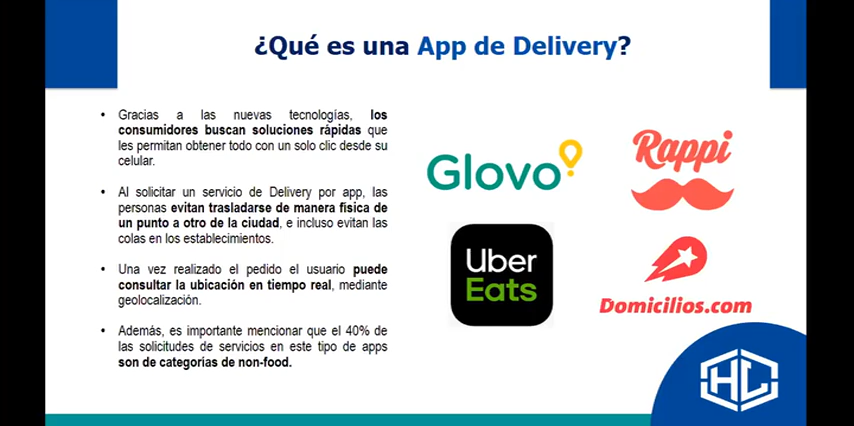 ¿Qué es una App de Delivery?
• Gracias a las nuevas tecnologías, los
consumidores buscan soluciones rápidas que
les permitan obtener todo con un solo clic desde su
celular.
• Al solicitar un servicio de Delivery por app, las
personas evitan trasladarse de manera física de
un punto a otro de la ciudad, e incluso evitan las
colas en los establecimientos.
• Una vez realizado el pedido el usuario puede
consultar la ubicación en tiempo real, mediante
geolocalización.
• Además, es importante mencionar que el 40% de
las solicitudes de servicios en este tipo de apps
son de categorías de non-food.
Glovo
Rappi
Uber
Eats
Domicilios.com
HL